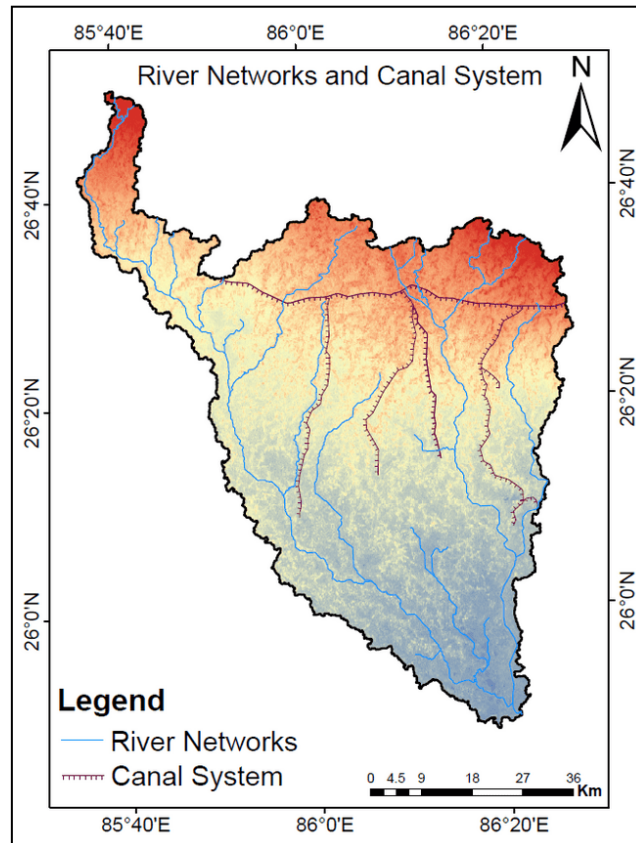 85°40'E 86°0'E 86°20'E
River Networks and Canal System
N
26°40'N 26°40'N
26°20'N 26°20'N
26°0'N 26°0'N
Legend
River Networks
Canal System
0 4.5 9 18 27 36
Km
85°40'E 86°0'E 86°20'E